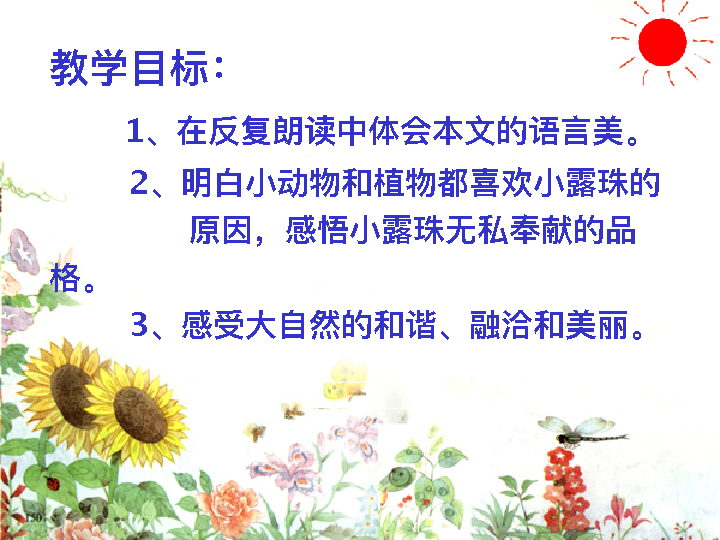 教学目标：
1、在反复朗读中体会本文的语言美。
2、明白小动物和植物都喜欢小露珠的
原因，感悟小露珠无私奉献的品
格。
3、感受大自然的和谐、融洽和美丽。
150